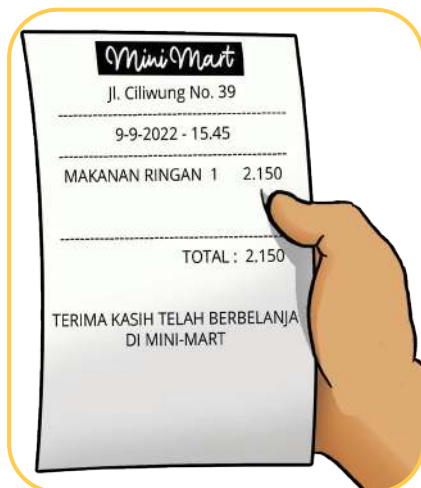 Mini Mart
Jl. Ciliwung No. 39
9-9-2022 - 15.45
MAKANAN RINGAN 1 2.150
TOTAL : 2.150
TERIMA KASIH TELAH BERBELANJA
DI MINI-MART